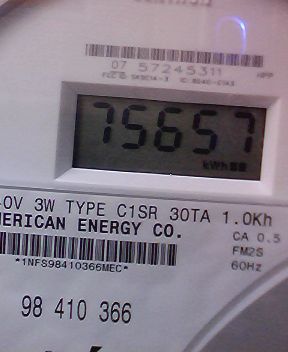 07 57245311
75657
kWh
0V 3W TYPE C1SR 30TA 1.0Kh
MERICAN ENERGY CO.
CA 0.5
*1NFS98410366MEC*
FM2S
60Hz
98 410 366